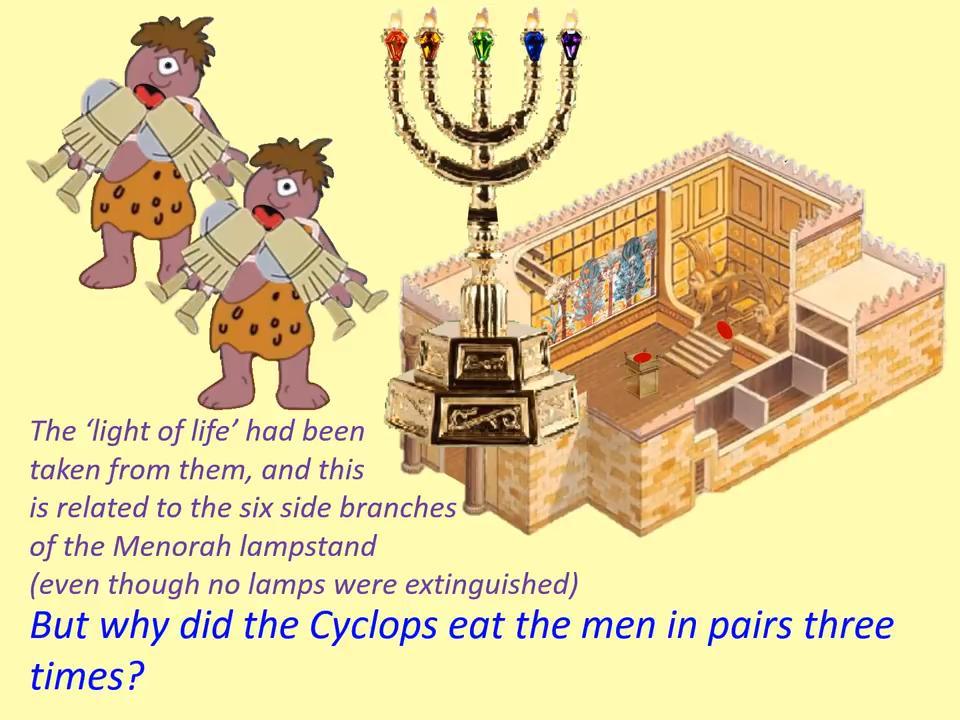 The ‘light of life’ had been
taken from them, and this
is related to the six side branches
of the Menorah lampstand
(even though no lamps were extinguished)
But why did the Cyclops eat the men in pairs three
times?